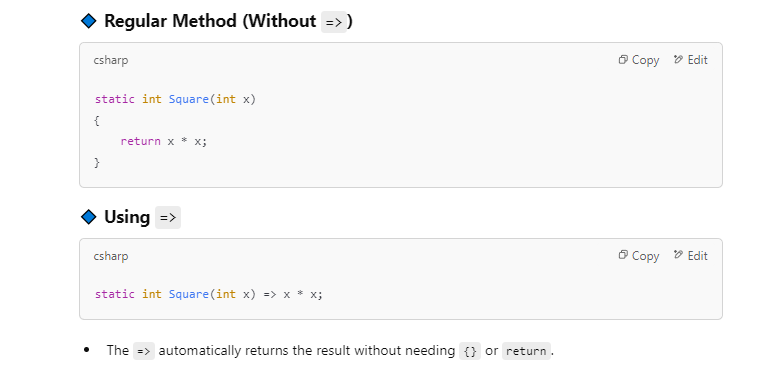 Regular Method (Without =>)
csharp Copy Edit
static int Square(int x)
{
    return x * x;
}
Using =>
csharp Copy Edit
static int Square(int x) => x * x;
• The => automatically returns the result without needing {} or return.